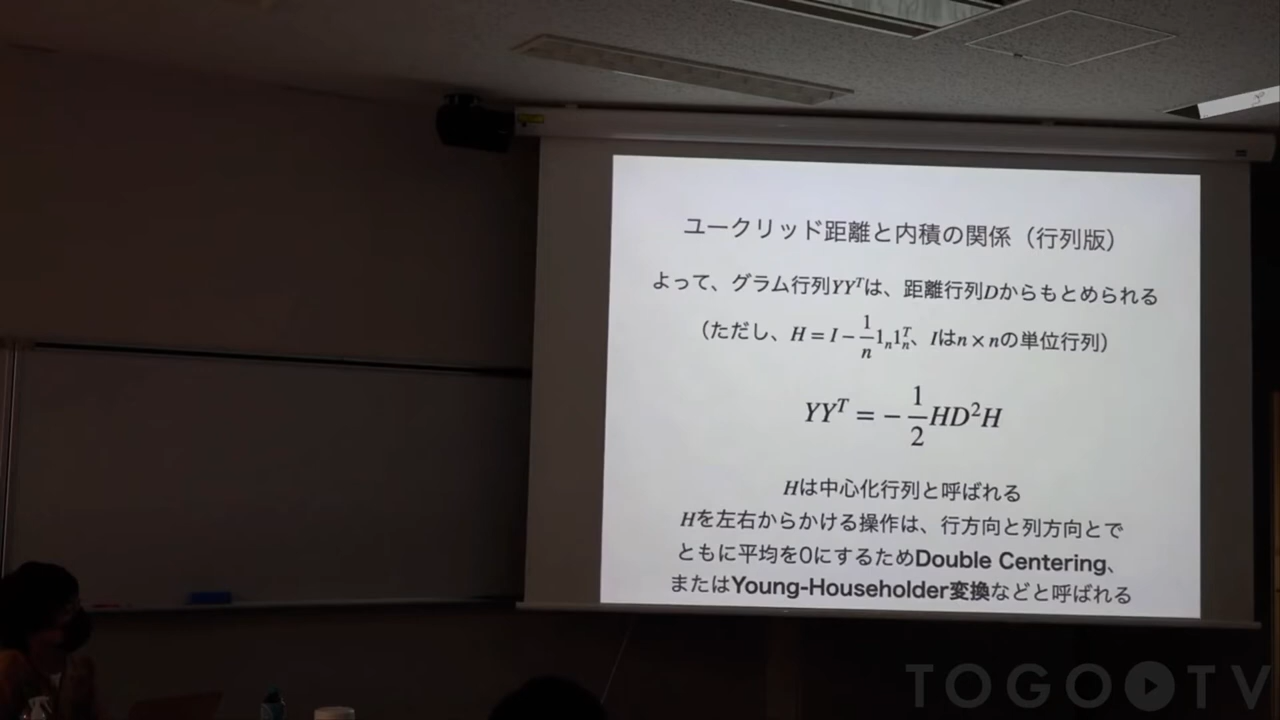 ユークリッド距離と内積の関係（行列版）
よって、グラム行列YYᵀは、距離行列Dからもとめられる
（ただし、H = I − 1/n 1ₙ1ₙᵀ、Iはn × nの単位行列）
YYᵀ = − 1/2 HD²H
Hは中心化行列と呼ばれる
Hを左右からかける操作は、行方向と列方向とで
ともに平均を0にするためDouble Centering、
またはYoung-Householder変換などと呼ばれる
TOGO TV